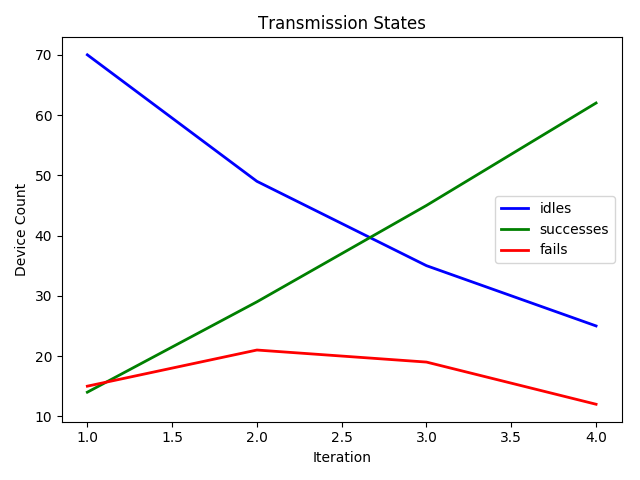 Transmission States
Device Count
70
60
50
40
30
20
10
idles
successes
fails
1.0 1.5 2.0 2.5 3.0 3.5 4.0
Iteration